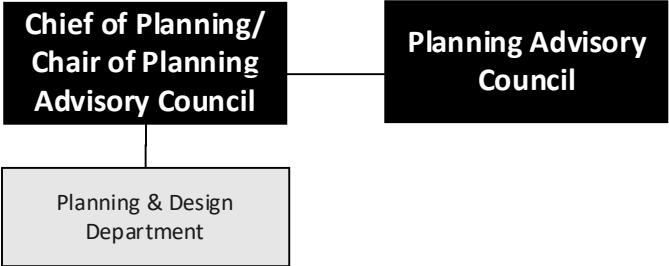 Chief of Planning/
Chair of Planning
Advisory Council
Planning Advisory
Council
Planning & Design
Department